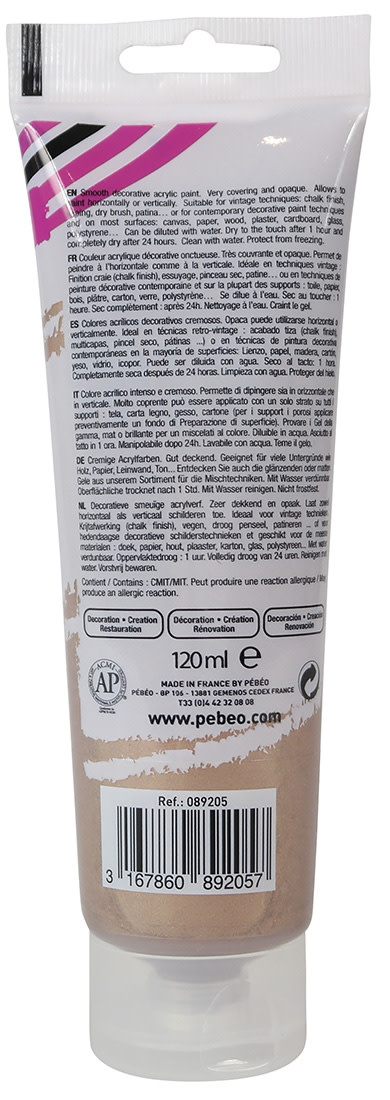 EN Smooth decorative acrylic paint. Very covering and opaque. Allows to
paint horizontally or vertically. Suitable for vintage techniques: chalk finish,
dry brush, patina... or for contemporary decorative paint techniques
and on most surfaces: canvas, paper, wood, plaster, cardboard, glass,
polystyrene... Can be diluted with water. Dry to the touch after 1 hour and
completely dry after 24 hours. Clean with water. Protect from freezing.
FR Couleur acrylique décorative onctueuse. Très couvrante et opaque. Permet de
peindre à l'horizontale comme à la verticale. Idéale en techniques vintage :
Finition craie (chalk finish), essuyage, pinceau sec, patine... ou en techniques de
peinture décorative contemporaine et sur la plupart des supports : toile, papier,
bois, plâtre, carton, verre, polystyrène... Se dilue à l'eau. Sec au toucher : 1
heure. Sec complètement : après 24h. Nettoyage à l'eau. Craint le gel.
ES Colores acrílicos decorativos cremosos. Opaca puede utilizarse horizontal o
verticalmente. Ideal en técnicas retro-vintage : acabado tiza (chalk finish),
multicapas, pincel seco, pátinas ...) o en técnicas de pintura decorativa
contemporáneas en la mayoría de superficies: Lienzo, papel, madera, cartón,
yeso, vidrio, icopor. Puede ser diluida con agua. Seco al tacto: 1 hora.
Completamente seca después de 24 horas. Limpieza con agua. Proteger del hielo.
IT Colore acrilico intenso e cremoso. Permette di dipingere sia in orizzontale che
in verticale. Molto coprente può essere applicato con un solo strato su tutti i
supporti : tela, carta legno, gesso, cartone (per i support i porosi applicare
preventivamente un fondo di Preparazione di superficie). Provare i Gel della
gamma, mat o brillante per un miscelati al colore. Diluibile in acqua. Asciutto al
tatto in 1 ora. Manipolabile dopo 24h. Lavabile con acqua. Teme il gelo.
DE Cremige Acrylfarben. Gut deckend. Geeignet für viele Untergründe wie
Holz, Papier, Leinwand, Ton... Entdecken Sie auch die glänzenden oder matten
Gele aus unserem Sortiment für die Mischtechniken. Mit Wasser verdünnbar.
Oberflächliche trocknet nach 1 Std. Mit Wasser reinigen. Nicht frostfest.
NL Decoratieve smeuïge acrylverf. Zeer dekkend en opaak. Laat zowel
horizontaal als verticaal schilderen toe. Ideaal voor vintage technieken:
Krijtafwerking (chalk finish), vegen, droog penseel, patineren ... of voor
hedendaagse decoratieve schilderstechnieken et geschikt voor de meeste
materialen : doek, papier, hout, plaaster, karton, glas, polystyreen... Met water
verdunbaar. Oppervlaktedroog : 1 uur. Volledig droog van 24 uren. Reinigen met
water. Vorstvrij bewaren.
Contient / Contains : CMIT/MIT. Peut produire une réaction allergique / May
produce an allergic reaction.
Decoration • Creation
Restauration
Décoration • Création
Rénovation
Decoración • Creación
Renovación
120ml e
ACMI
AP
MADE IN FRANCE BY PÉBÉO
PÉBÉO - BP 106 - 13881 GEMENOS CEDEX FRANCE
T33 (0)4 42 32 08 08
www.pebeo.com
Ref.: 089205
3 167860 892057